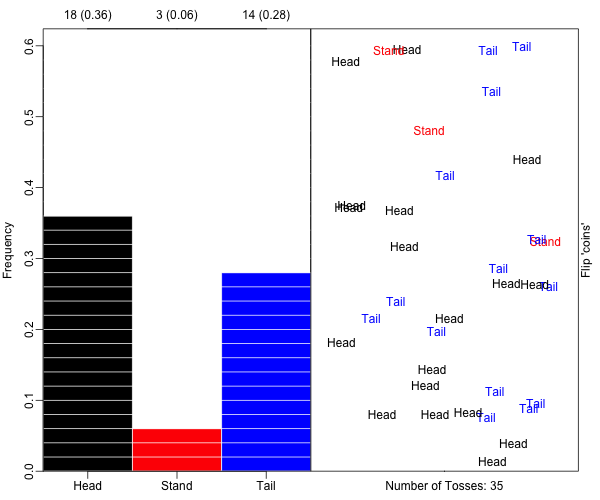 18 (0.36) 3 (0.06) 14 (0.28)
Frequency
0.6
0.5
0.4
0.3
0.2
0.1
0.0
Head Stand Tail
Stand Head Tail Tail
Head
Tail
Stand
Head
Tail
Head Head Head
Tail Stand
Head
Tail
Head Head Tail
Tail
Tail Head
Tail
Head
Head
Head
Tail
Tail Tail
Head Head Head Tail
Head
Head
Number of Tosses: 35
Flip 'coins'